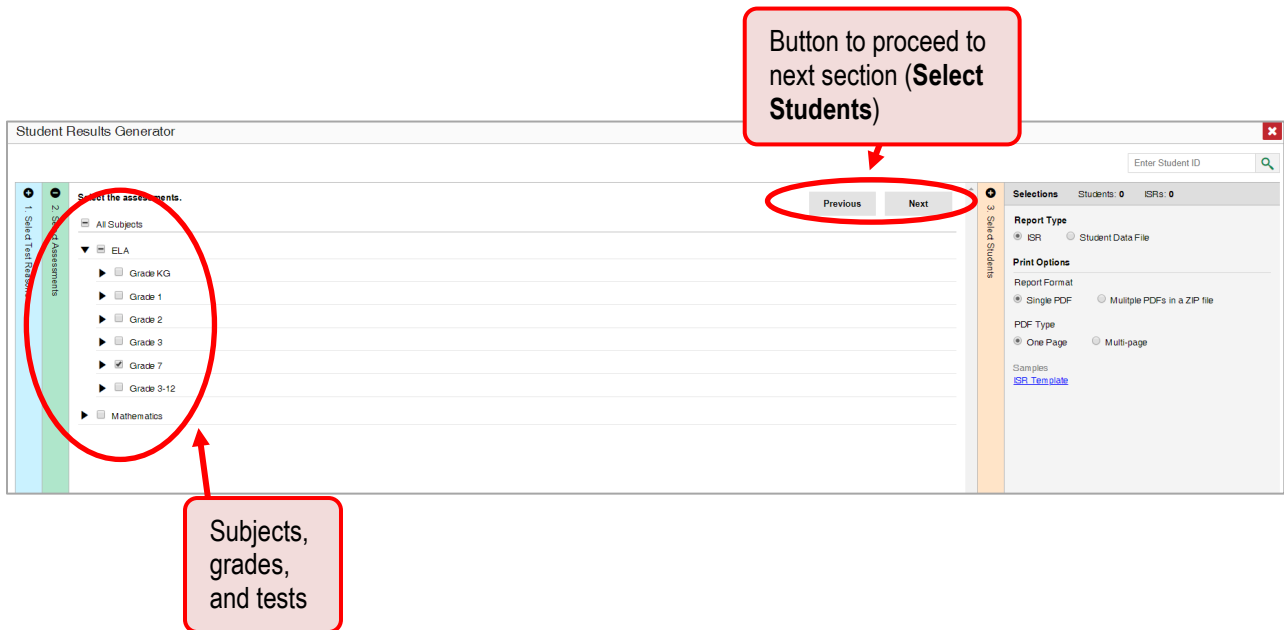 Button to proceed to
next section (Select
Students)
Student Results Generator
Enter Student ID
1. Select Test Reasons
2. Select Assessments
Select the assessments.
Previous
Next
All Subjects
ELA
Grade KG
Grade 1
Grade 2
Grade 3
Grade 7
Grade 3-12
Mathematics
3. Select Students
Selections Students: 0 ISRs: 0
Report Type
ISR Student Data File
Print Options
Report Format
Single PDF Mulitple PDFs in a ZIP file
PDF Type
One Page Multi-page
Samples
ISR Template
Subjects,
grades,
and tests